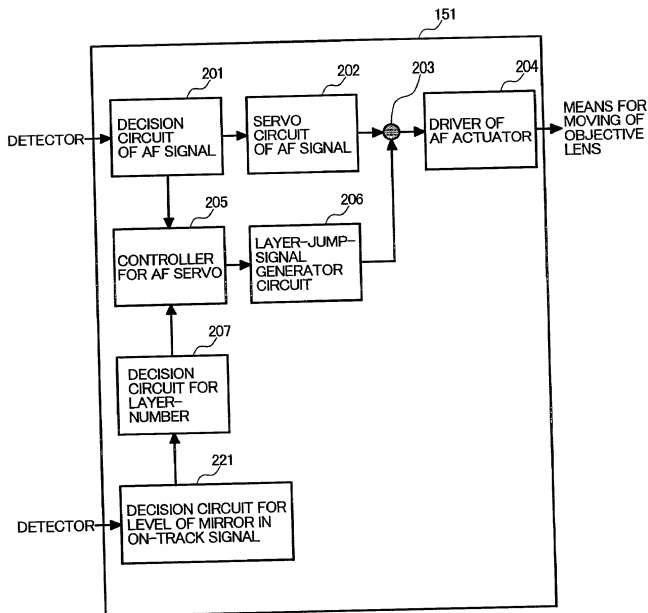 151
201
202
203
204
DETECTOR
DECISION
CIRCUIT
OF AF SIGNAL
SERVO
CIRCUIT
OF AF SIGNAL
DRIVER OF
AF ACTUATOR
MEANS FOR
MOVING OF
OBJECTIVE
LENS
205
206
CONTROLLER
FOR AF SERVO
LAYER-JUMP-
SIGNAL
GENERATOR
CIRCUIT
207
DECISION
CIRCUIT FOR
LAYER-
NUMBER
221
DETECTOR
DECISION CIRCUIT FOR
LEVEL OF MIRROR IN
ON-TRACK SIGNAL